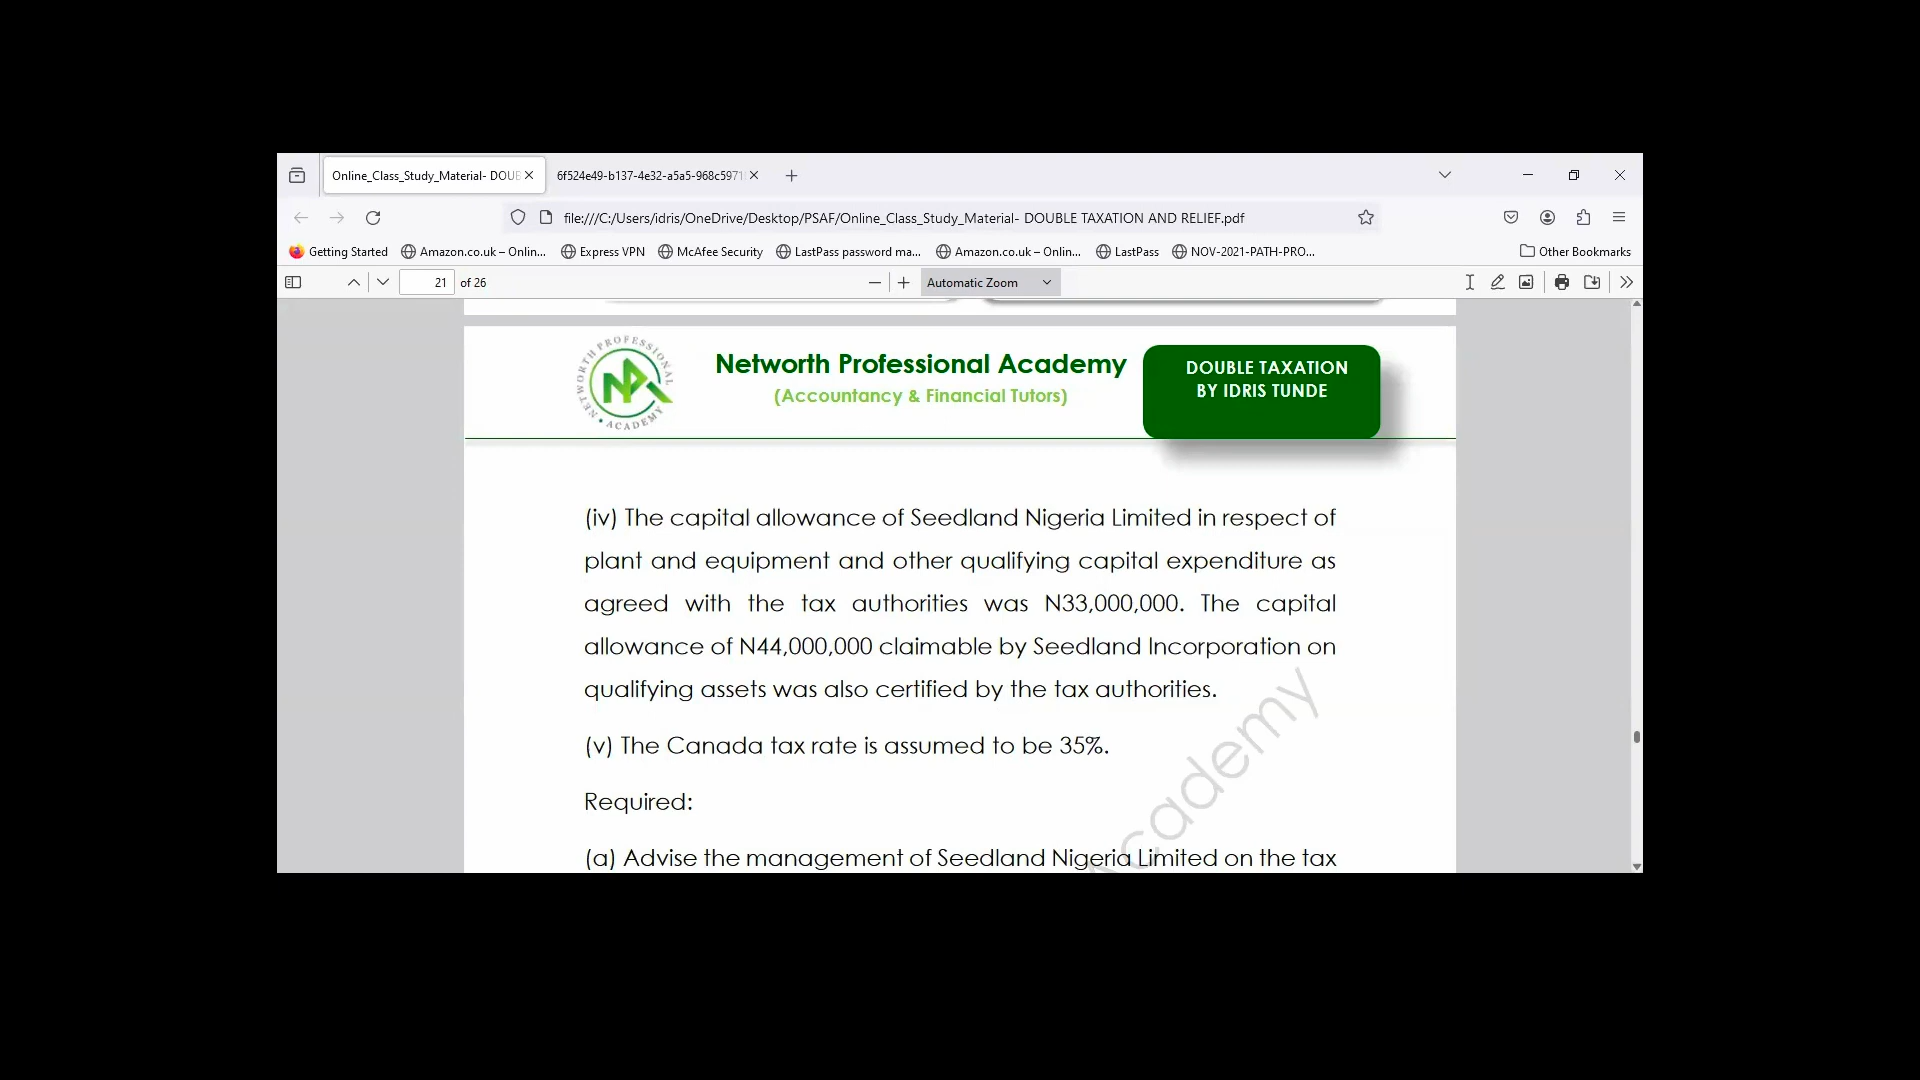 Online_Class_Study_Material- DOUB
6f524e49-b137-4e32-a5a5-968c5971
file:///C:/Users/idris/OneDrive/Desktop/PSAF/Online_Class_Study_Material- DOUBLE TAXATION AND RELIEF.pdf
Getting Started Amazon.co.uk – Onlin... Express VPN McAfee Security LastPass password ma... Amazon.co.uk – Onlin... LastPass NOV-2021-PATH-PRO... Other Bookmarks
21 of 26 Automatic Zoom
NETWORTH PROFESSIONAL ACADEMY
Networth Professional Academy
(Accountancy & Financial Tutors)
DOUBLE TAXATION
BY IDRIS TUNDE
(iv) The capital allowance of Seedland Nigeria Limited in respect of
plant and equipment and other qualifying capital expenditure as
agreed with the tax authorities was N33,000,000. The capital
allowance of N44,000,000 claimable by Seedland Incorporation on
qualifying assets was also certified by the tax authorities.
(v) The Canada tax rate is assumed to be 35%.
Required:
(a) Advise the management of Seedland Nigeria Limited on the tax
Academy